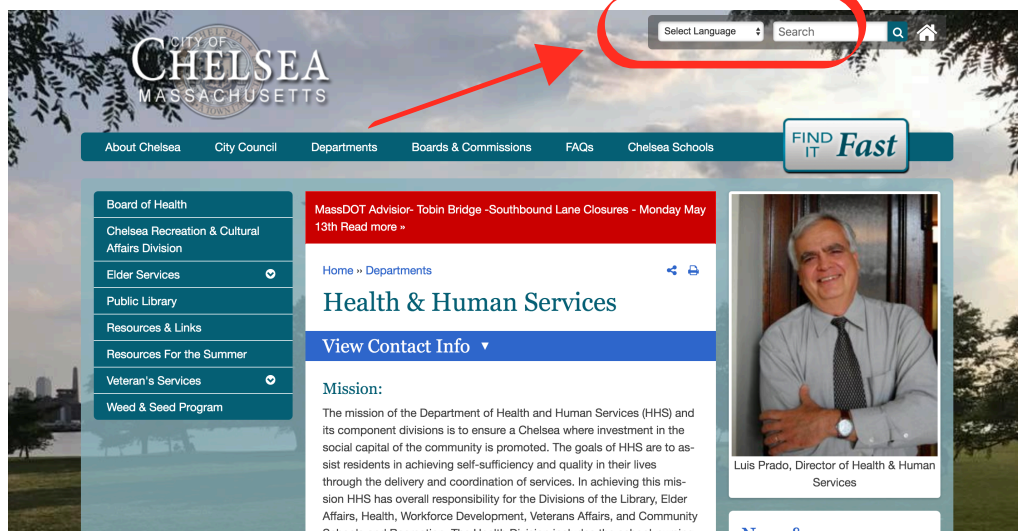 CITY OF
CHELSEA
MASSACHUSETTS
Select Language
Search
About Chelsea
City Council
Departments
Boards & Commissions
FAQs
Chelsea Schools
FIND
IT
Fast
Board of Health
Chelsea Recreation & Cultural
Affairs Division
Elder Services
Public Library
Resources & Links
Resources For the Summer
Veteran's Services
Weed & Seed Program
MassDOT Advisior- Tobin Bridge -Southbound Lane Closures - Monday May
13th Read more »
Home ›› Departments
Health & Human Services
View Contact Info ▼
Mission:
The mission of the Department of Health and Human Services (HHS) and
its component divisions is to ensure a Chelsea where investment in the
social capital of the community is promoted. The goals of HHS are to as-
sist residents in achieving self-sufficiency and quality in their lives
through the delivery and coordination of services. In achieving this mis-
sion HHS has overall responsibility for the Divisions of the Library, Elder
Affairs, Health, Workforce Development, Veterans Affairs, and Community
Luis Prado, Director of Health & Human
Services